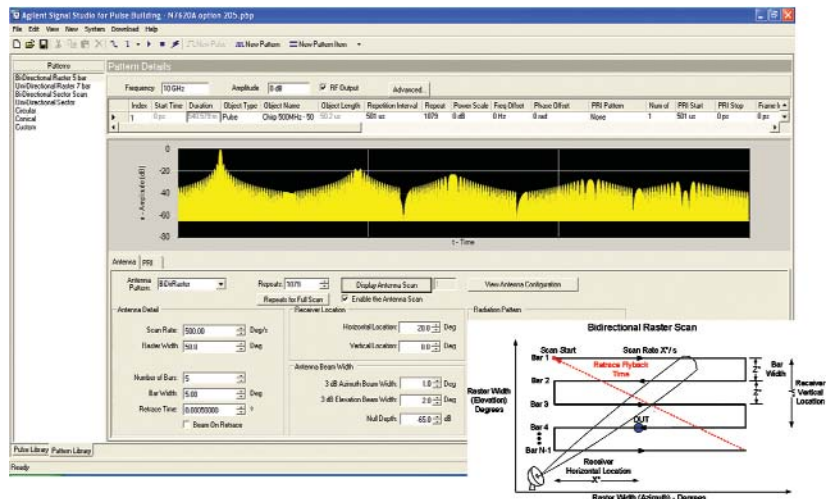 Agilent Signal Studio for Pulse Building - N7620A option 205.pbp
File Edit View New System Download Help
New Pattern New Pattern Item
Patterns
Pattern Details
BiDirectional Raster 5 bar
UniDirectional Raster 7 bar
BiDirectional Sector Scan
UniDirectional Sector
Circular
Conical
Custom
Frequency 10 GHz Amplitude 0 dB RF Output Advanced...
Index Start Time Duration Object Type Object Name Object Length Repetition Interval Repeat Power Scale Freq Offset Phase Offset PRI Pattern Num of PRI Start PRI Stop
1 0 ps Pulse Chirp 500MHz - 50 50.2 us 501 us 1079 0 dB 0 Hz 0 rad None 1 501 us 0 ps 0 ps
0
-20
-40
-60
-80
t - Time
Antenna PRI
Antenna Pattern: BiDirRaster Repeats: 1079 Display Antenna Scan View Antenna Configuration
Repeats for Full Scan Enable the Antenna Scan
Antenna Detail Receiver Location Radiation Pattern
Scan Rate: 500.00 Deg/s
Raster Width: 50.0 Deg
Number of Bars: 5
Bar Width: 5.00 Deg
Retrace Time: 0.00050000
Beam On Retrace
Horizontal Location: 20.0 Deg
Vertical Location: 0.0 Deg
Antenna Beam Width
3 dB Azimuth Beam Width: 1.0 Deg
3 dB Elevation Beam Width: 2.0 Deg
Null Depth: -65.0 dB
Pulse Library Pattern Library
Ready
Bidirectional Raster Scan
Scan Start Scan Rate X°/s
Bar 1
Retrace Flyback Time
Bar 2
Bar 3
Bar 4
Bar N-1
Raster Width (Elevation) Degrees
Bar Width
Receiver Vertical Location
DUT
Receiver Horizontal Location
X°
Raster Width (Azimuth) - Degrees